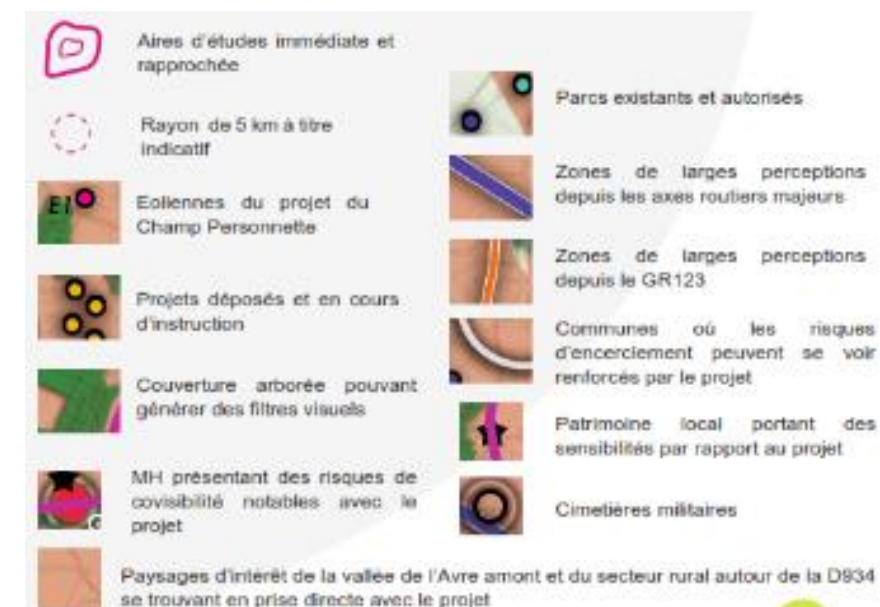 Aires d'études immédiate et
rapprochée
Rayon de 5 km à titre
indicatif
E1
Eoliennes du projet du
Champ Personnette
Projets déposés et en cours
d'instruction
Couverture arborée pouvant
générer des filtres visuels
MH présentant des risques de
covisibilité notables avec le
projet
Parcs existants et autorisés
Zones de larges perceptions
depuis les axes routiers majeurs
Zones de larges perceptions
depuis le GR123
Communes où les risques
d'encerclement peuvent se voir
renforcés par le projet
Patrimoine local portant des
sensibilités par rapport au projet
Cimetières militaires
Paysages d'intérêt de la vallée de l'Avre amont et du secteur rural autour de la D934
se trouvant en prise directe avec le projet